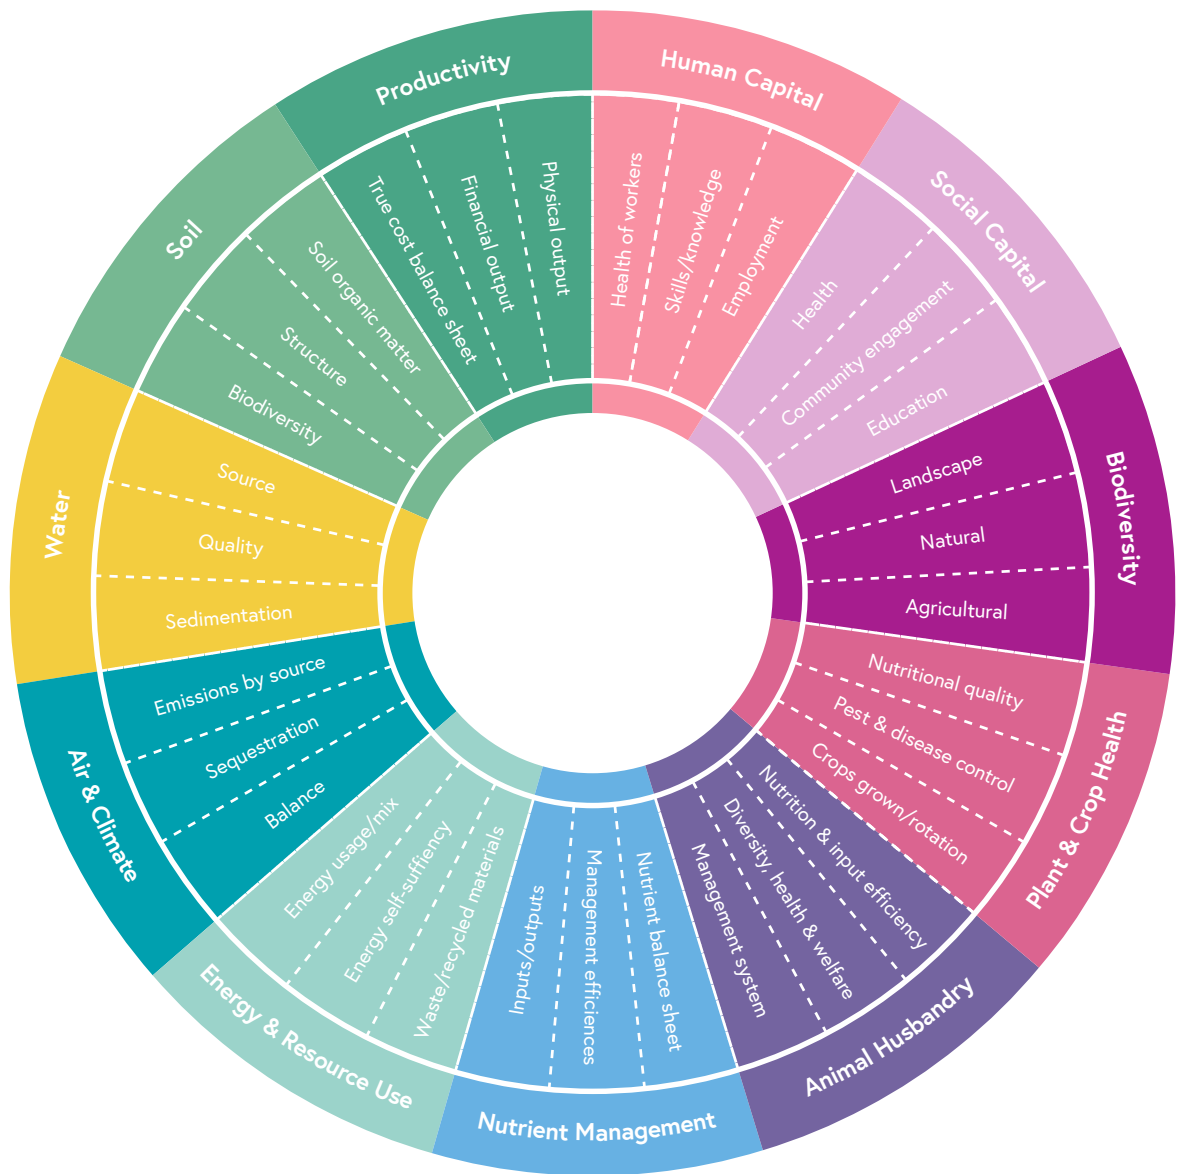 Human Capital
Health of workers
Skills/knowledge
Employment
Social Capital
Health
Community engagement
Education
Biodiversity
Landscape
Natural
Agricultural
Plant & Crop Health
Nutritional quality
Pest & disease control
Crops grown/rotation
Animal Husbandry
Nutrition & input efficiency
Diversity, health & welfare
Management system
Nutrient Management
Nutrient balance sheet
Management efficiences
Inputs/outputs
Energy & Resource Use
Waste/recycled materials
Energy self-suffiency
Energy usage/mix
Air & Climate
Balance
Sequestration
Emissions by source
Water
Sedimentation
Quality
Source
Soil
Biodiversity
Structure
Soil organic matter
Productivity
True cost balance sheet
Financial output
Physical output